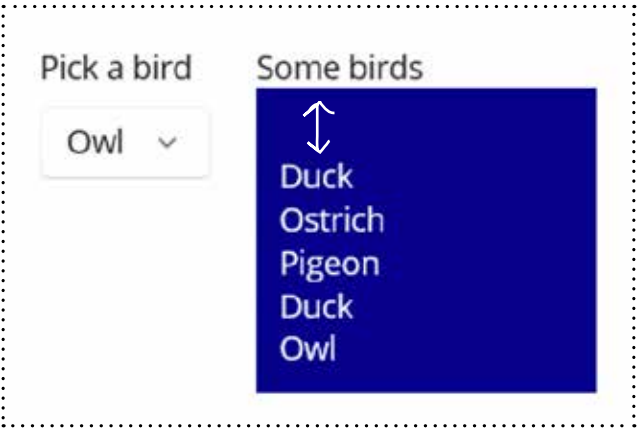 Pick a bird
Owl
Some birds
Duck
Ostrich
Pigeon
Duck
Owl